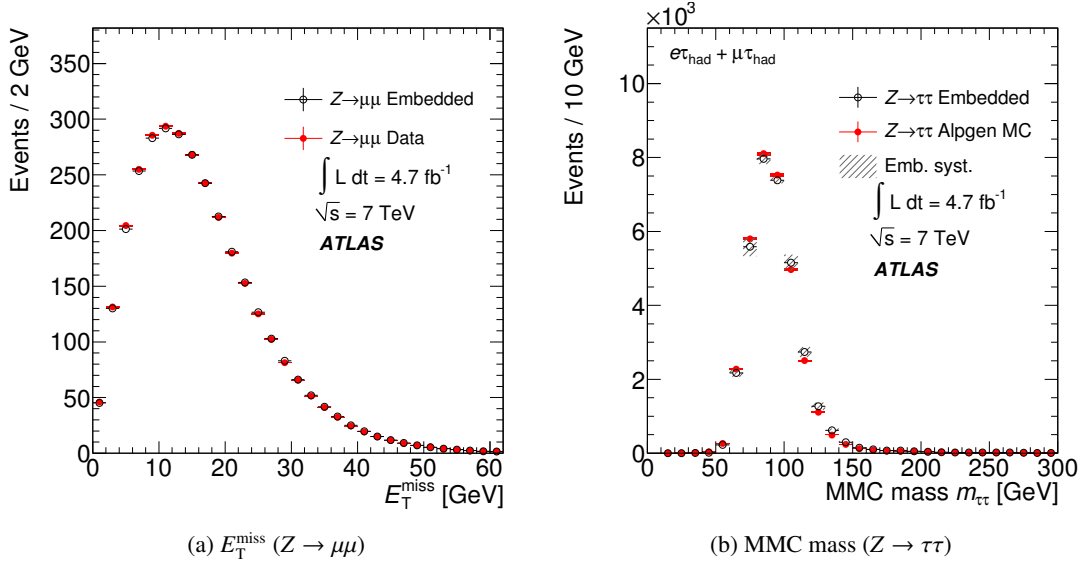 Events / 2 GeV
350
300
250
200
150
100
50
0
0 10 20 30 40 50 60
E_T^miss [GeV]
Z→μμ Embedded
Z→μμ Data
∫ L dt = 4.7 fb⁻¹
√s = 7 TeV
ATLAS
(a) E_T^miss (Z → μμ)
×10³
Events / 10 GeV
10
8
6
4
2
0
0 50 100 150 200 250 300
MMC mass m_ττ [GeV]
eτ_had + μτ_had
Z→ττ Embedded
Z→ττ Alpgen MC
Emb. syst.
∫ L dt = 4.7 fb⁻¹
√s = 7 TeV
ATLAS
(b) MMC mass (Z → ττ)